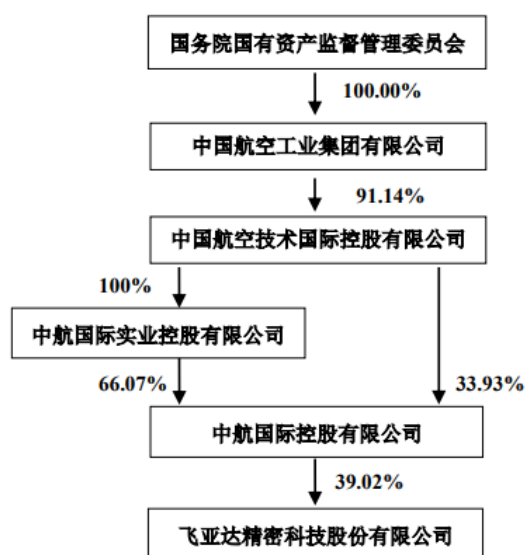 国务院国有资产监督管理委员会
100.00%
中国航空工业集团有限公司
91.14%
中国航空技术国际控股有限公司
100%
中航国际实业控股有限公司
66.07%
33.93%
中航国际控股有限公司
39.02%
飞亚达精密科技股份有限公司